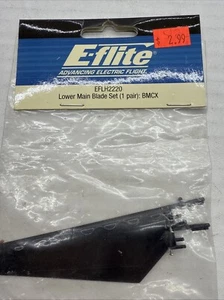 E-flite
ADVANCING ELECTRIC FLIGHT
2.99
EFLH2220
Lower Main Blade Set (1 pair): BMCX